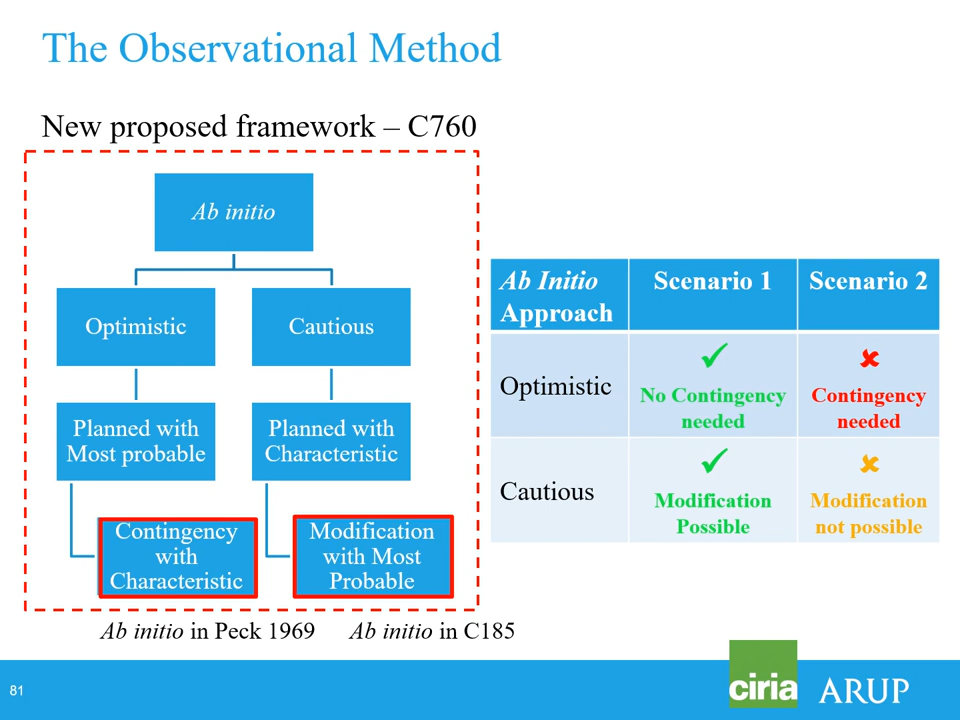 The Observational Method
New proposed framework – C760
Ab initio
Optimistic
Cautious
Planned with
Most probable
Planned with
Characteristic
Contingency
with
Characteristic
Modification
with Most
Probable
Ab initio in Peck 1969
Ab initio in C185
Ab Initio
Approach
Scenario 1
Scenario 2
Optimistic
No Contingency
needed
Contingency
needed
Cautious
Modification
Possible
Modification
not possible
81
ciria
ARUP